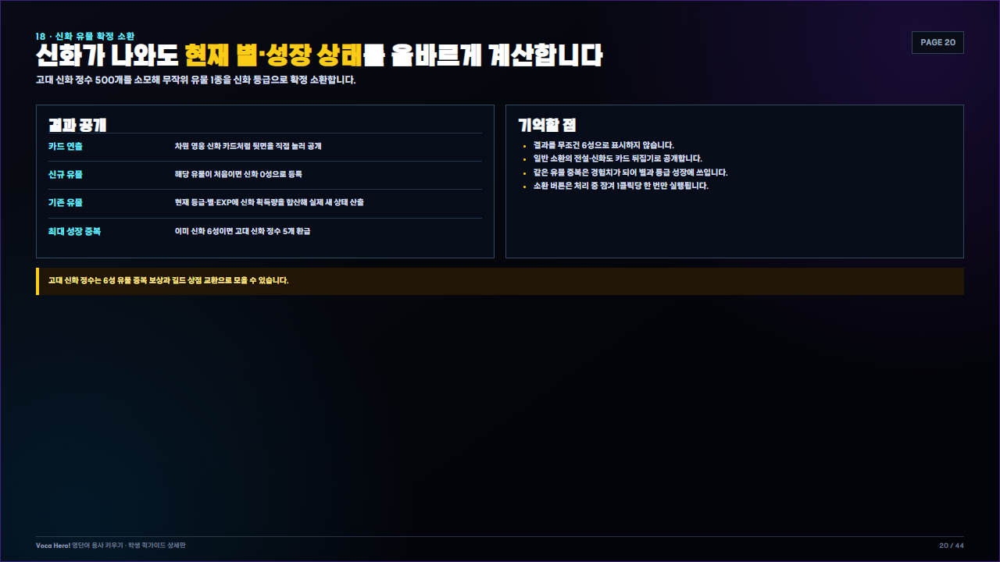 18 · 신화 유물 확정 소환
신화가 나와도 현재 별·성장 상태를 올바르게 계산합니다
고대 신화 정수 500개를 소모해 무작위 유물 1종을 신화 등급으로 확정 소환합니다.
PAGE 20
결과 공개
카드 연출 차원 영웅 신화 카드처럼 뒷면을 직접 눌러 공개
신규 유물 해당 유물이 처음이면 신화 0성으로 등록
기존 유물 현재 등급·별·EXP에 신화 획득량을 합산해 실제 새 상태 산출
최대 성장 중복 이미 신화 6성이면 고대 신화 정수 5개 환급
기억할 점
• 결과를 무조건 6성으로 표시하지 않습니다.
• 일반 소환의 전설·신화도 카드 뒤집기로 공개합니다.
• 같은 유물 중복은 경험치가 되어 별과 등급 성장에 쓰입니다.
• 소환 버튼은 처리 중 잠겨 1클릭당 한 번만 실행됩니다.
고대 신화 정수는 6성 유물 중복 보상과 길드 상점 교환으로 모을 수 있습니다.
Voca Hero! 영단어 용사 키우기 · 학생 퀵가이드 상세판
20 / 44